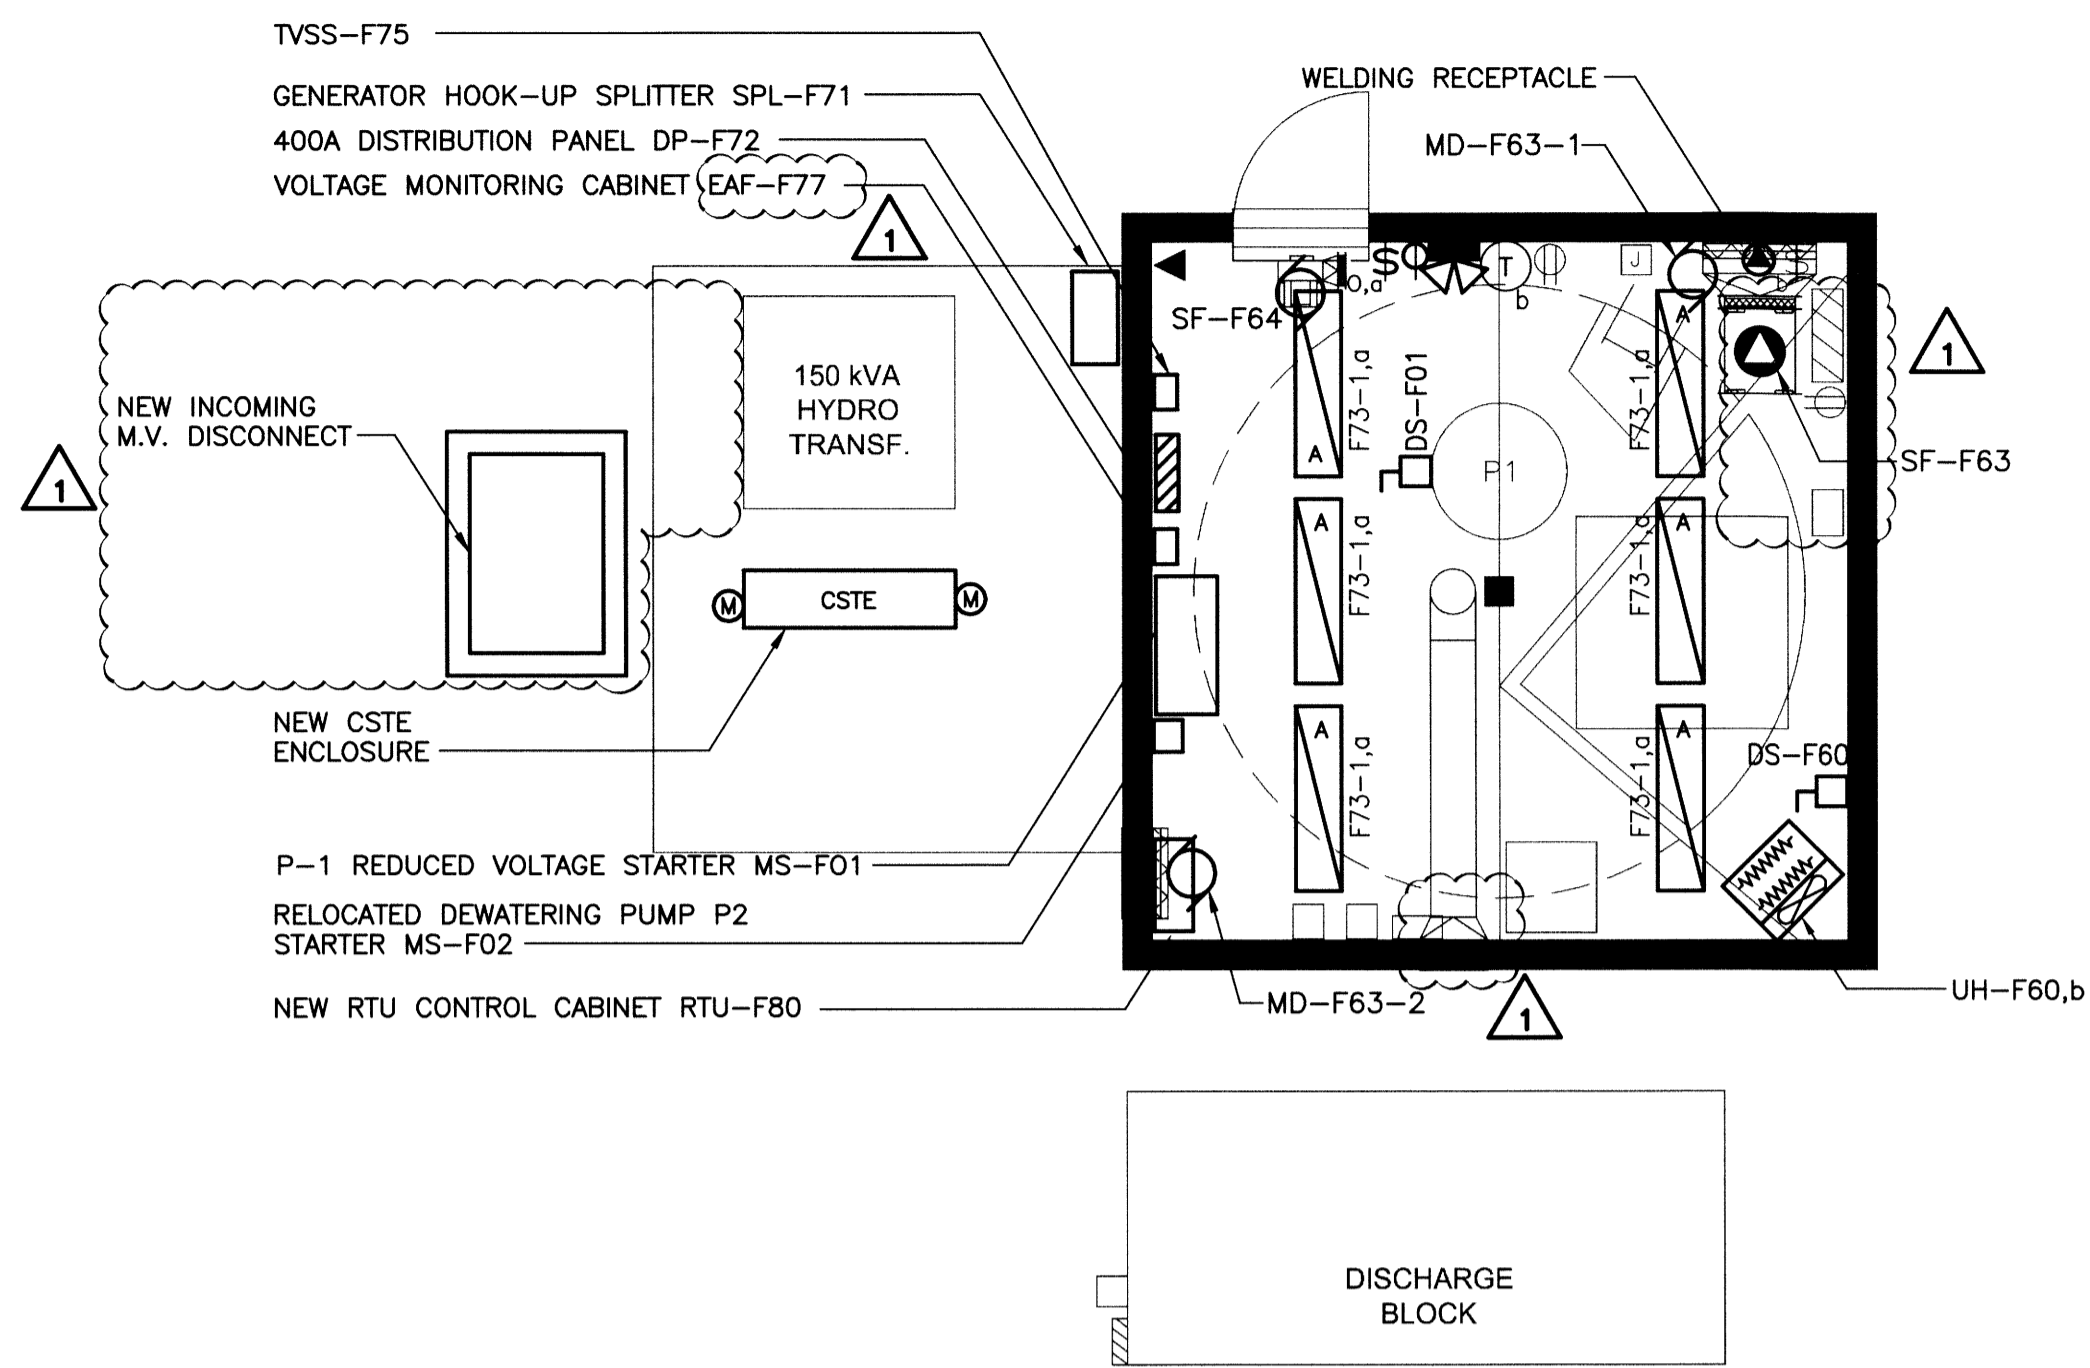 TVSS-F75
GENERATOR HOOK-UP SPLITTER SPL-F71
400A DISTRIBUTION PANEL DP-F72
VOLTAGE MONITORING CABINET EAF-F77
1
WELDING RECEPTACLE
MD-F63-1
S
T
b
J
0,a
SF-F64
A
F73-1,a
DS-F01
P1
A
F73-1,a
1
SF-F63
150 kVA
HYDRO
TRANSF.
NEW INCOMING
M.V. DISCONNECT
1
M
CSTE
M
A
F73-1,a
A
F73-1,a
NEW CSTE
ENCLOSURE
A
F73-1,a
A
F73-1,a
DS-F60
P-1 REDUCED VOLTAGE STARTER MS-F01
RELOCATED DEWATERING PUMP P2
STARTER MS-F02
NEW RTU CONTROL CABINET RTU-F80
MD-F63-2
1
UH-F60,b
DISCHARGE
BLOCK